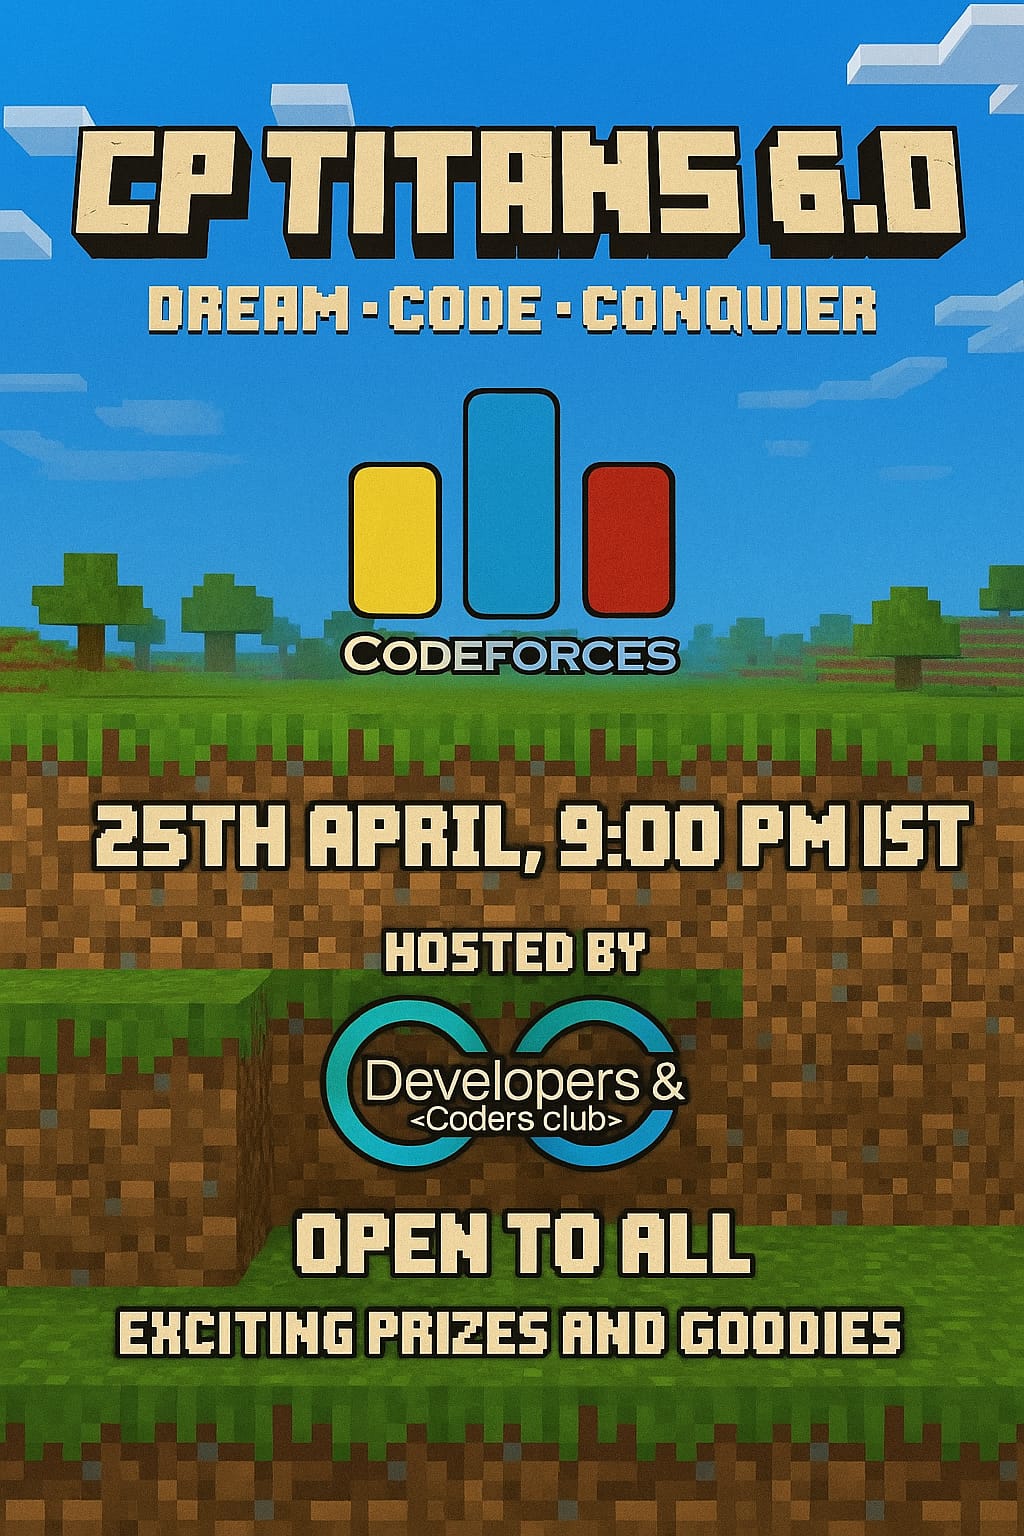 CP TITANS 6.0
DREAM · CODE · CONQUIER
CODEFORCES
25TH APRIL, 9:00 PM IST
HOSTED BY
Developers &
<Coders club>
OPEN TO ALL
EXCITING PRIZES AND GOODIES